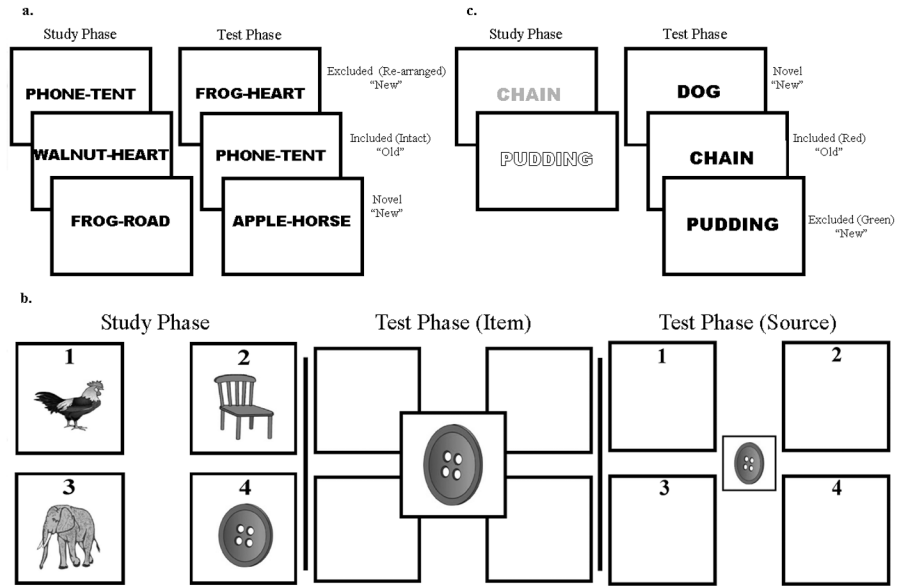 a.
Study Phase
Test Phase
PHONE-TENT
WALNUT-HEART
FROG-ROAD
FROG-HEART
Excluded (Re-arranged)
“New”
PHONE-TENT
Included (Intact)
“Old”
APPLE-HORSE
Novel
“New”
c.
Study Phase
Test Phase
CHAIN
PUDDING
DOG
Novel
“New”
CHAIN
Included (Red)
“Old”
PUDDING
Excluded (Green)
“New”
b.
Study Phase
1
2
3
4
Test Phase (Item)
Test Phase (Source)
1
2
3
4